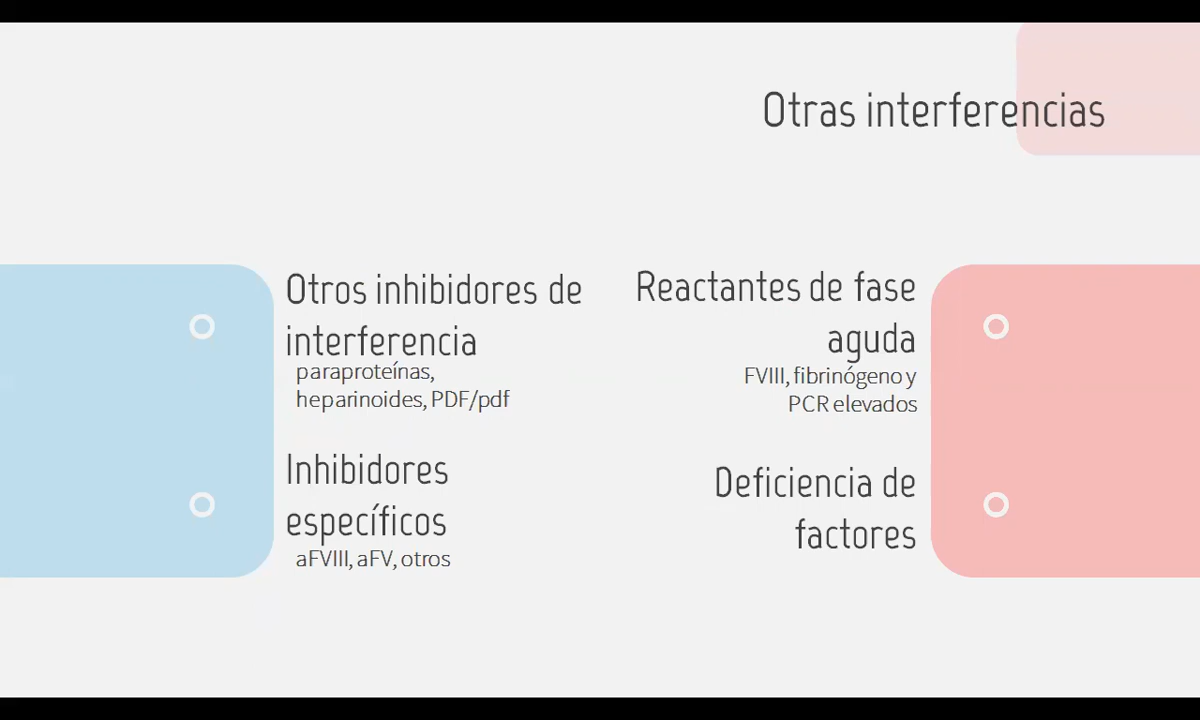 Otras interferencias
Otros inhibidores de
interferencia
paraproteínas,
heparinoides, PDF/pdf
Inhibidores
específicos
aFVIII, aFV, otros
Reactantes de fase
aguda
FVIII, fibrinógeno y
PCR elevados
Deficiencia de
factores